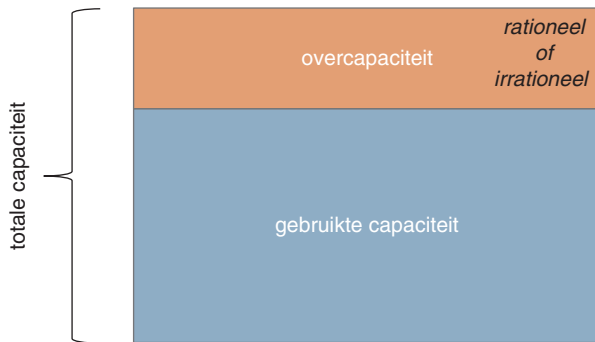 totale capaciteit
overcapaciteit
rationeel
of
irrationeel
gebruikte capaciteit